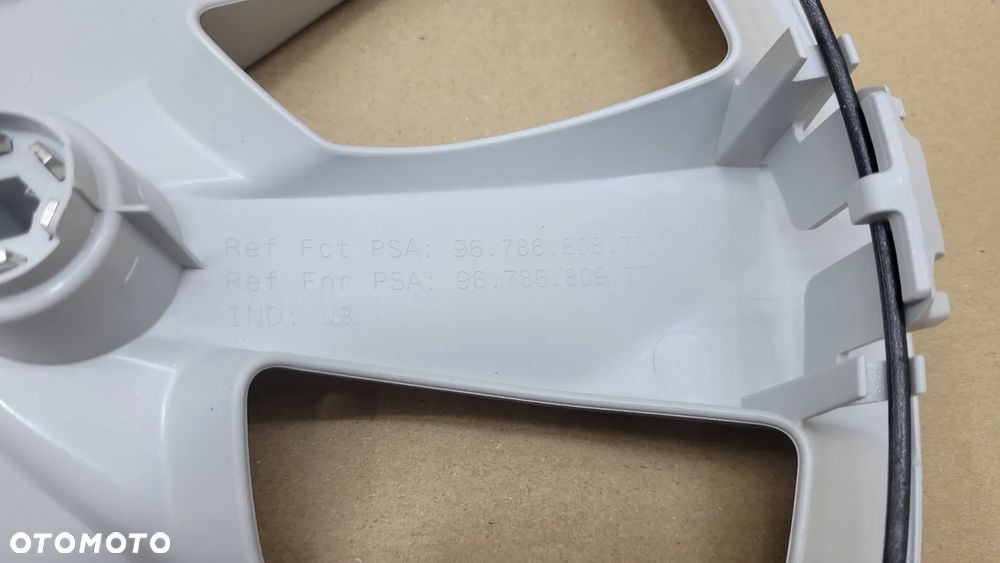 Ref Fct PSA: 96.786.808.77
Ref Fnr PSA: 96.786.809.77
IND: D3
OTOMOTO